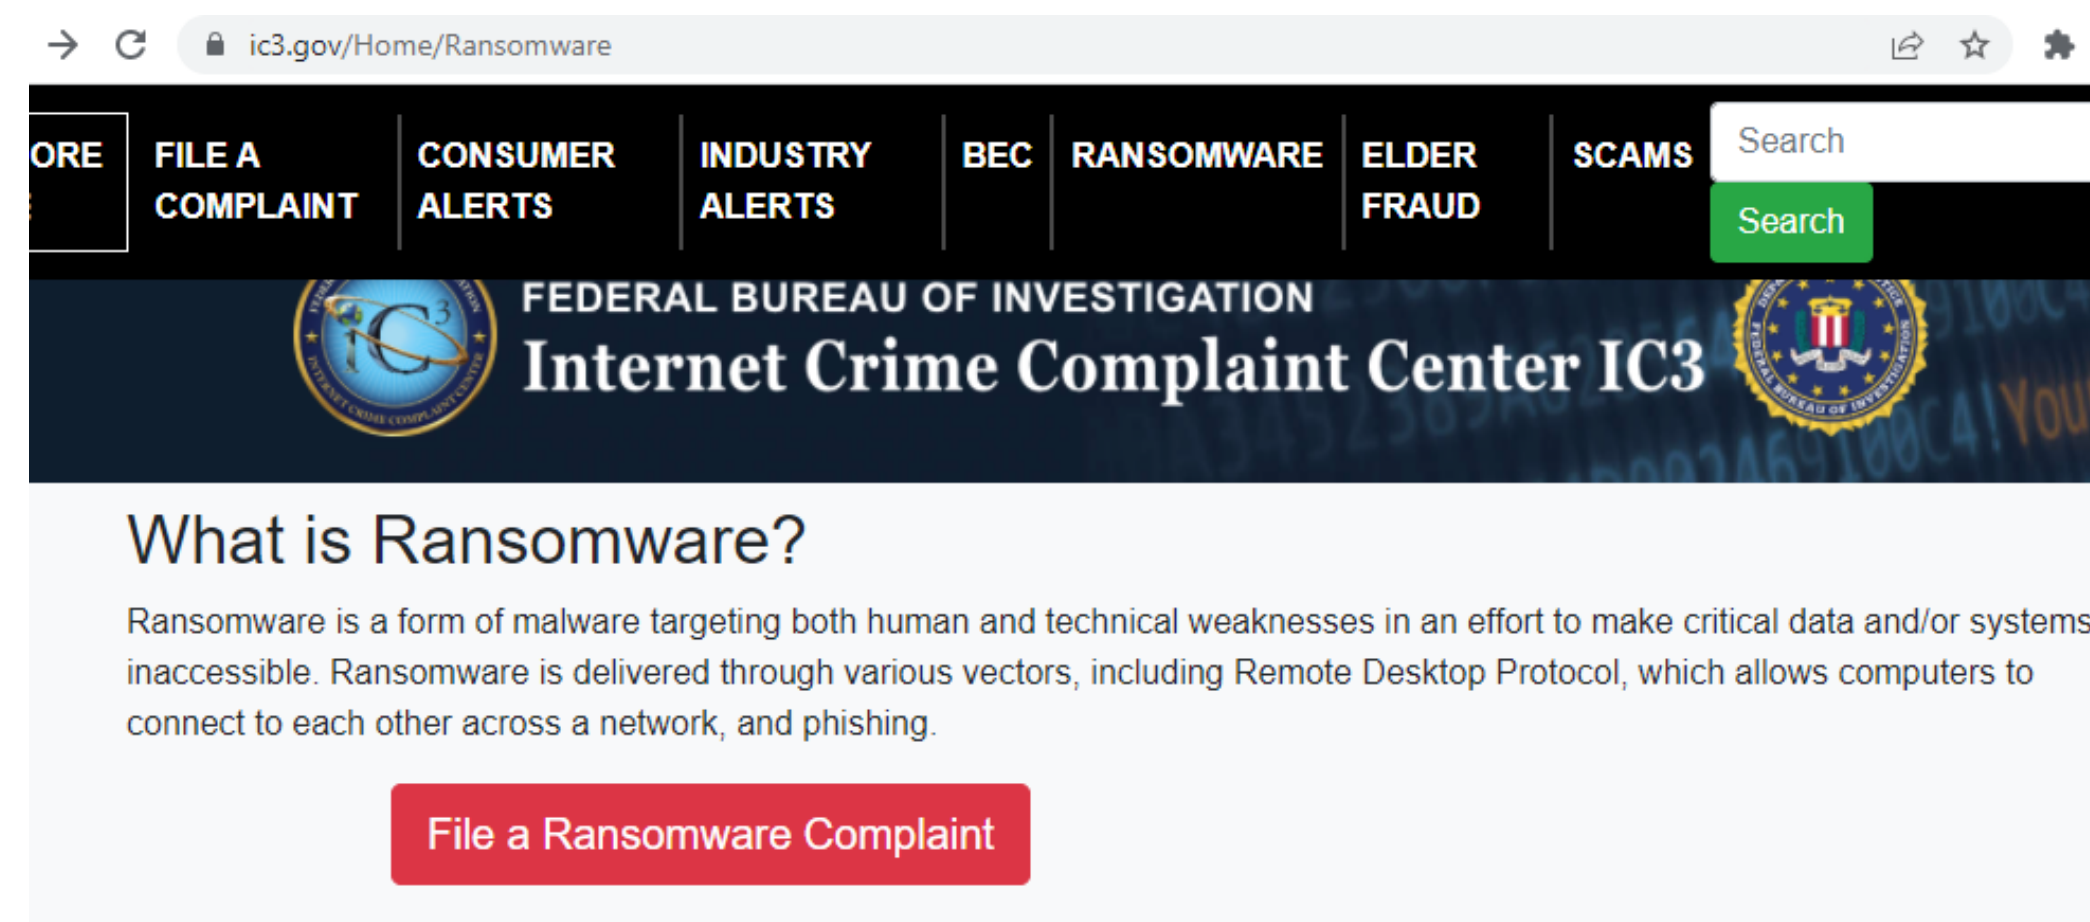 ic3.gov/Home/Ransomware
ORE
FILE A
COMPLAINT
CONSUMER
ALERTS
INDUSTRY
ALERTS
BEC
RANSOMWARE
ELDER
FRAUD
SCAMS
Search
Search
FEDERAL BUREAU OF INVESTIGATION
Internet Crime Complaint Center IC3
What is Ransomware?
Ransomware is a form of malware targeting both human and technical weaknesses in an effort to make critical data and/or systems
inaccessible. Ransomware is delivered through various vectors, including Remote Desktop Protocol, which allows computers to
connect to each other across a network, and phishing.
File a Ransomware Complaint